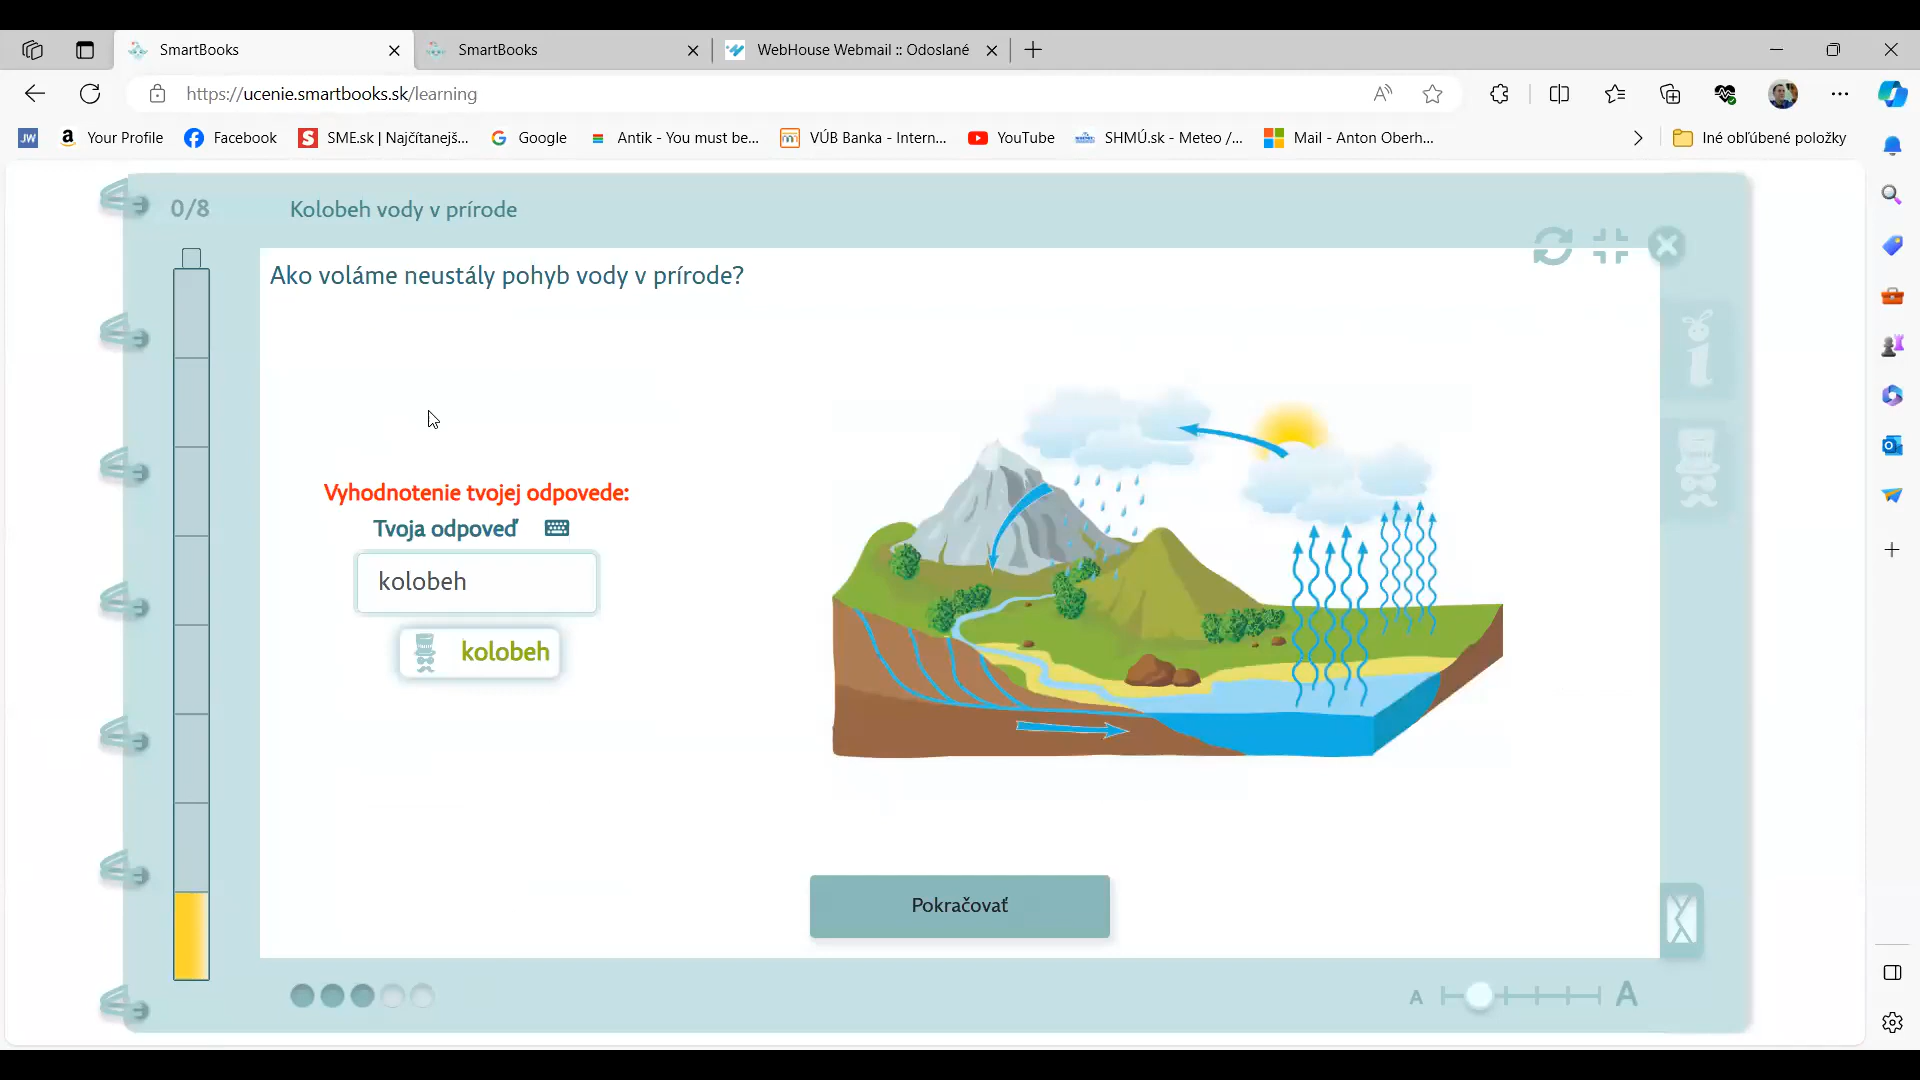 SmartBooks
SmartBooks
WebHouse Webmail :: Odoslané
https://ucenie.smartbooks.sk/learning
JW
Your Profile
Facebook
SME.sk | Najčítanejš...
Google
Antik - You must be...
VÚB Banka - Intern...
YouTube
SHMÚ.sk - Meteo /...
Mail - Anton Oberh...
Iné obľúbené položky
0/8
Kolobeh vody v prírode
Ako voláme neustály pohyb vody v prírode?
Vyhodnotenie tvojej odpovede:
Tvoja odpoveď
kolobeh
kolobeh
Pokračovať
A
A